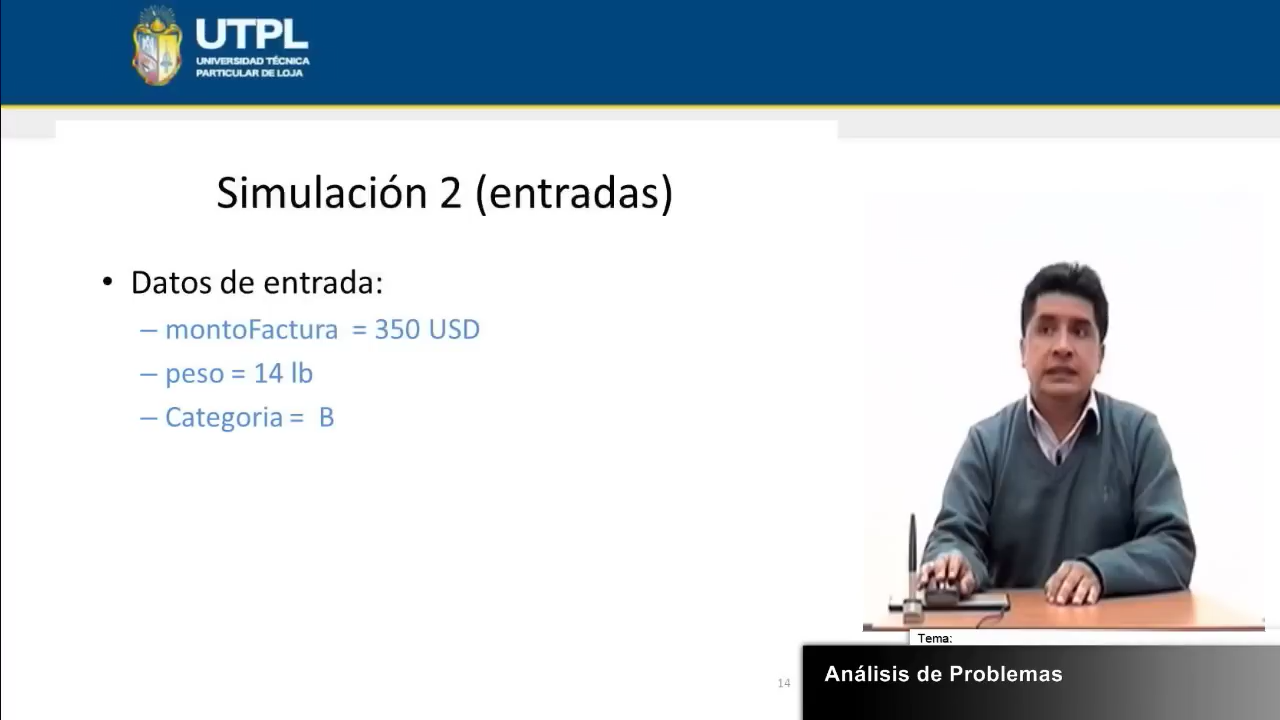 UTPL
UNIVERSIDAD TÉCNICA
PARTICULAR DE LOJA
Simulación 2 (entradas)
• Datos de entrada:
– montoFactura = 350 USD
– peso = 14 lb
– Categoria = B
14
Tema:
Análisis de Problemas